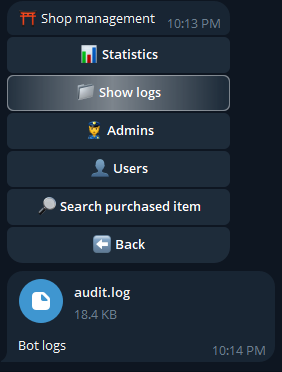 Shop management
10:13 PM
Statistics
Show logs
Admins
Users
Search purchased item
Back
audit.log
18.4 KB
Bot logs
10:14 PM